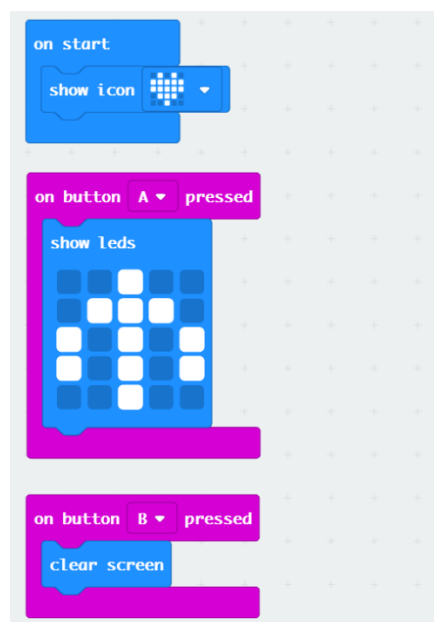 on start
show icon
on button A pressed
show leds
on button B pressed
clear screen